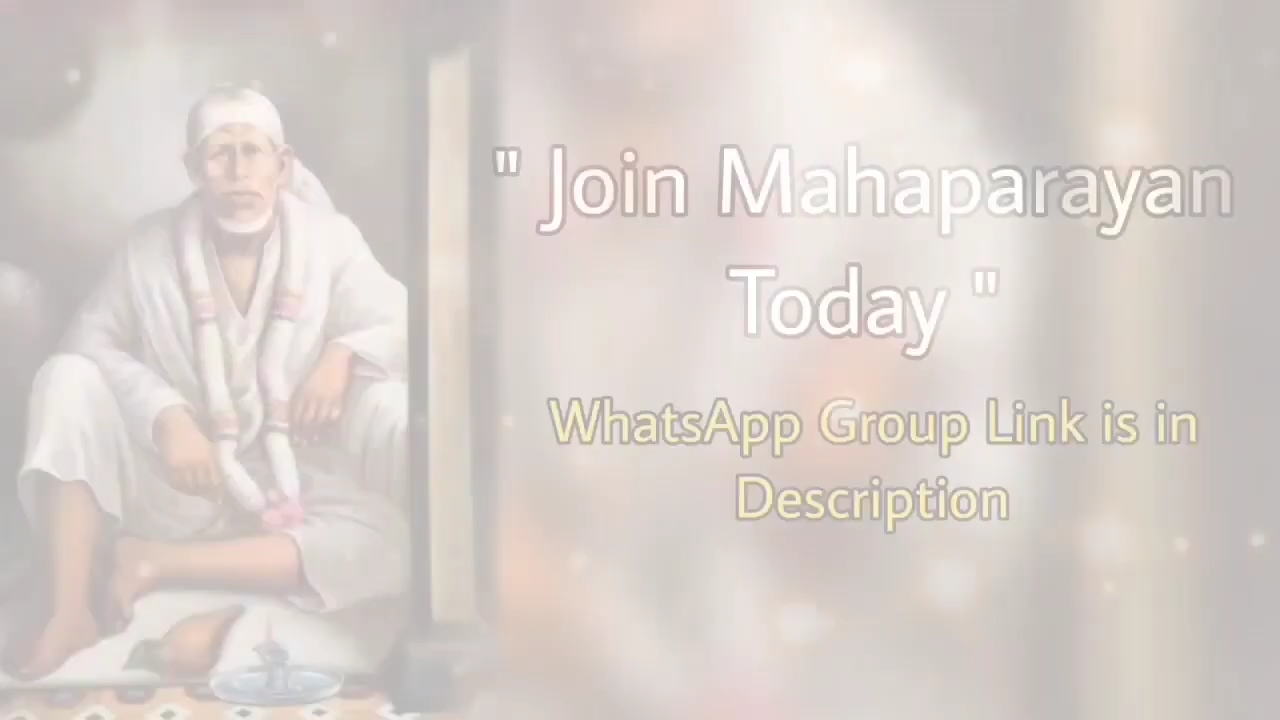 " Join Mahaparayan
Today "
WhatsApp Group Link is in
Description